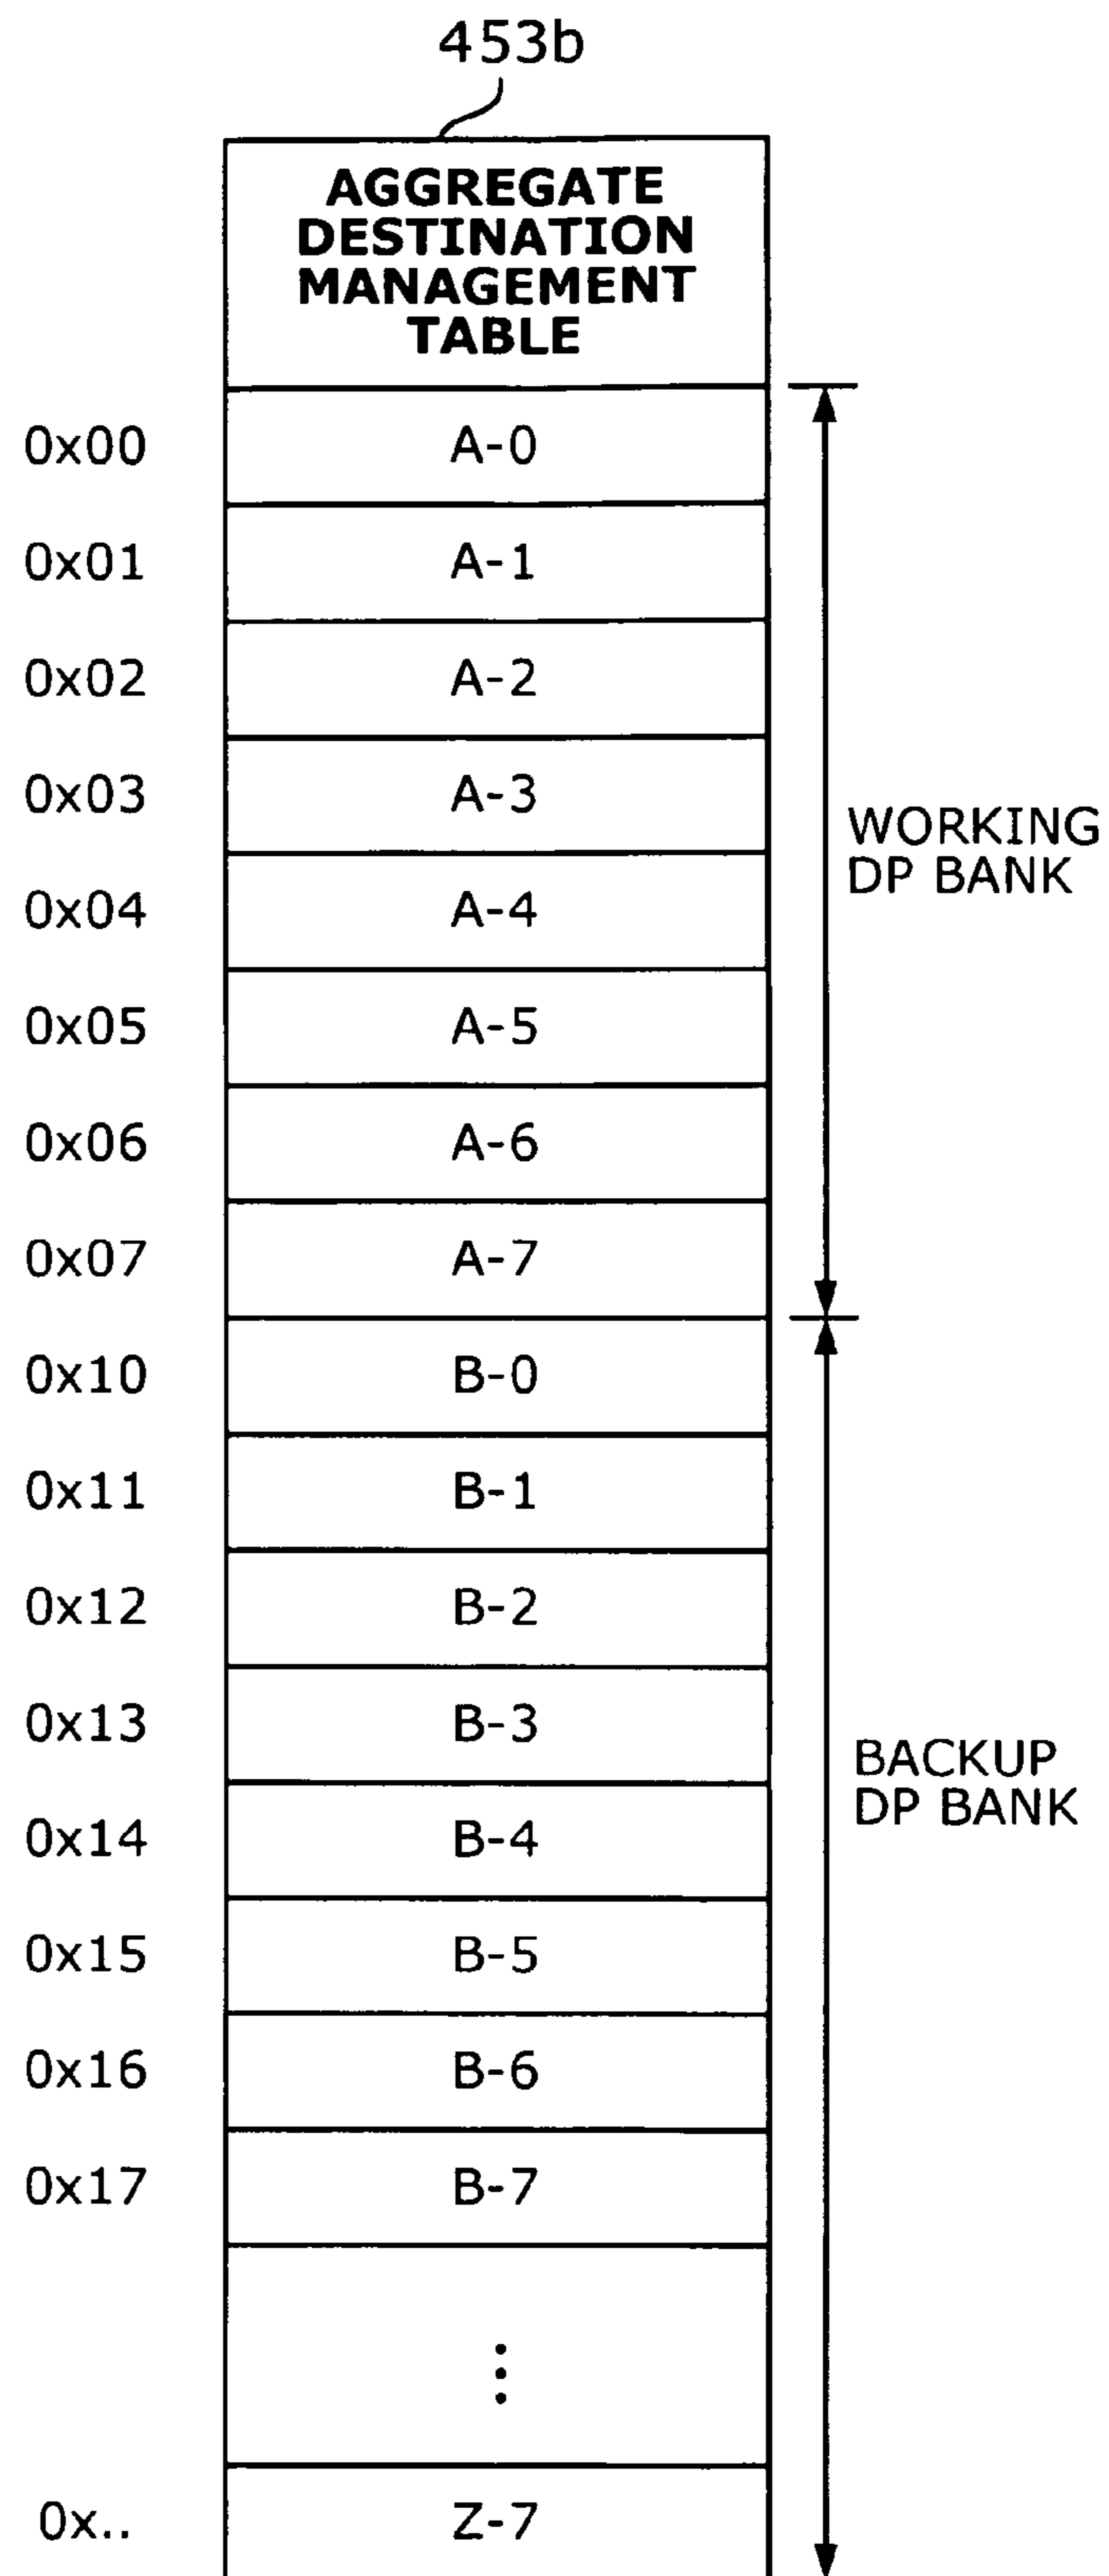 453b
AGGREGATE
DESTINATION
MANAGEMENT
TABLE
0x00 A-0
0x01 A-1
0x02 A-2
0x03 A-3
WORKING
DP BANK
0x04 A-4
0x05 A-5
0x06 A-6
0x07 A-7
0x10 B-0
0x11 B-1
0x12 B-2
0x13 B-3
BACKUP
DP BANK
0x14 B-4
0x15 B-5
0x16 B-6
0x17 B-7
⋮
0x.. Z-7